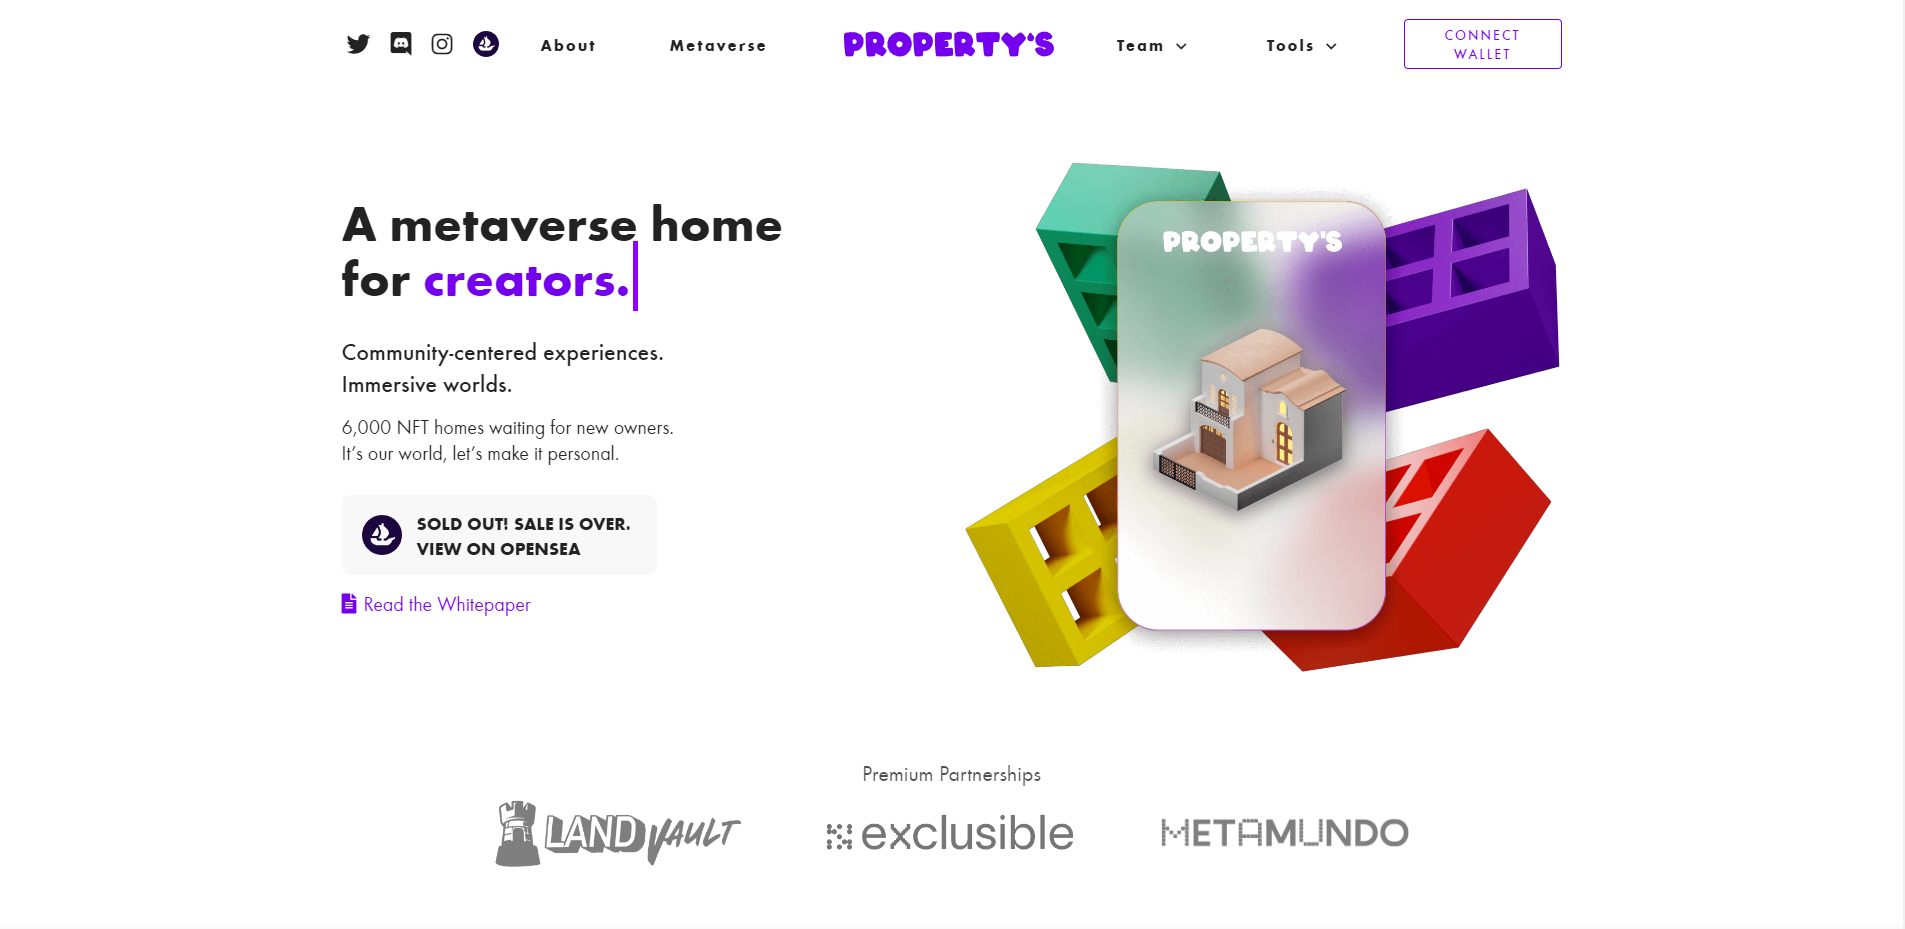 About
Metaverse
PROPERTY'S
Team
Tools
CONNECT
WALLET
A metaverse home
for creators.
Community-centered experiences.
Immersive worlds.
6,000 NFT homes waiting for new owners.
It’s our world, let’s make it personal.
SOLD OUT! SALE IS OVER.
VIEW ON OPENSEA
Read the Whitepaper
PROPERTY'S
Premium Partnerships
LAND VAULT
exclusible
METAMUNDO